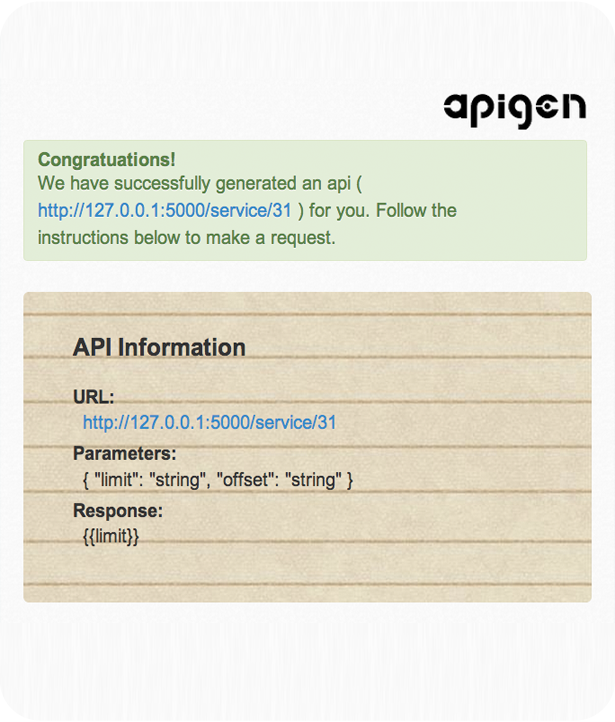 apigen
Congratuations!
We have successfully generated an api (
http://127.0.0.1:5000/service/31 ) for you. Follow the
instructions below to make a request.
API Information
URL:
http://127.0.0.1:5000/service/31
Parameters:
{ "limit": "string", "offset": "string" }
Response:
{{limit}}